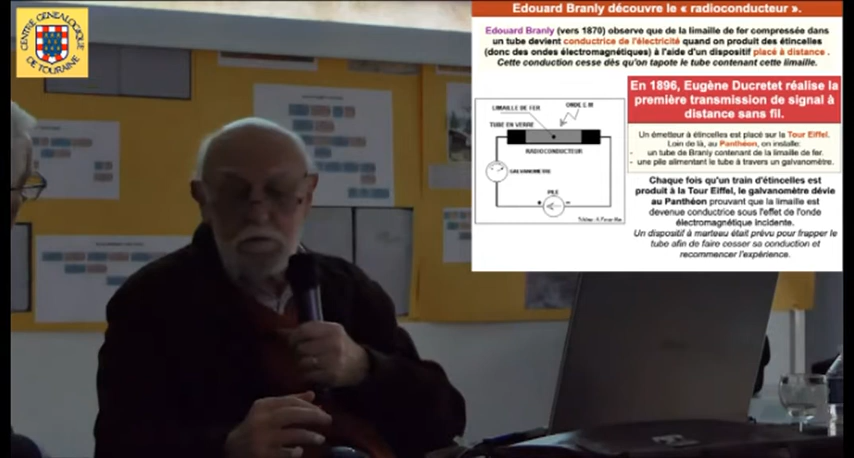 CENTRE GENEALOGIQUE
DE TOURAINE
Edouard Branly découvre le « radioconducteur ».
Edouard Branly (vers 1870) observe que de la limaille de fer compressée dans
un tube devient conductrice de l'électricité quand on produit des étincelles
(donc des ondes électromagnétiques) à l'aide d'un dispositif placé à distance .
Cette conduction cesse dès qu'on tapote le tube contenant cette limaille.
En 1896, Eugène Ducretet réalise la
première transmission de signal à
distance sans fil.
LIMAILLE DE FER
ONDE E M
TUBE EN VERRE
RADIOCONDUCTEUR
GALVANOMETRE
PILE
Un émetteur à étincelles est placé sur la Tour Eiffel.
Loin de là, au Panthéon, on installe:
- un tube de Branly contenant de la limaille de fer.
- une pile alimentant le tube à travers un galvanomètre.
Chaque fois qu'un train d'étincelles est
produit à la Tour Eiffel, le galvanomètre dévie
au Panthéon prouvant que la limaille est
devenue conductrice sous l'effet de l'onde
électromagnétique incidente.
Un dispositif à marteau était prévu pour frapper le
tube afin de faire cesser sa conduction et
recommencer l'expérience.